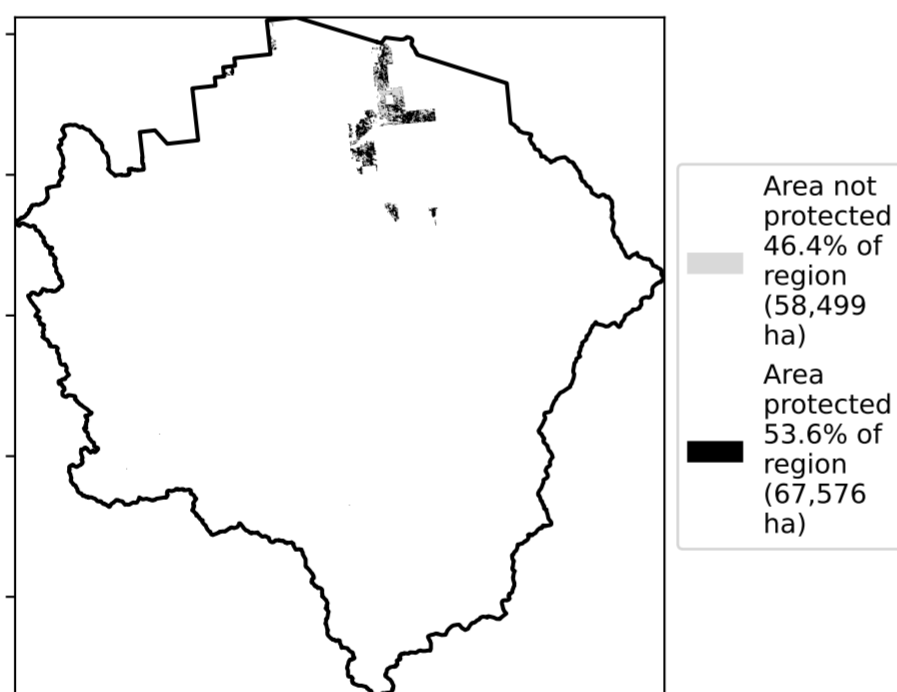 Area not
protected
46.4% of
region
(58,499
ha)
Area
protected
53.6% of
region
(67,576
ha)